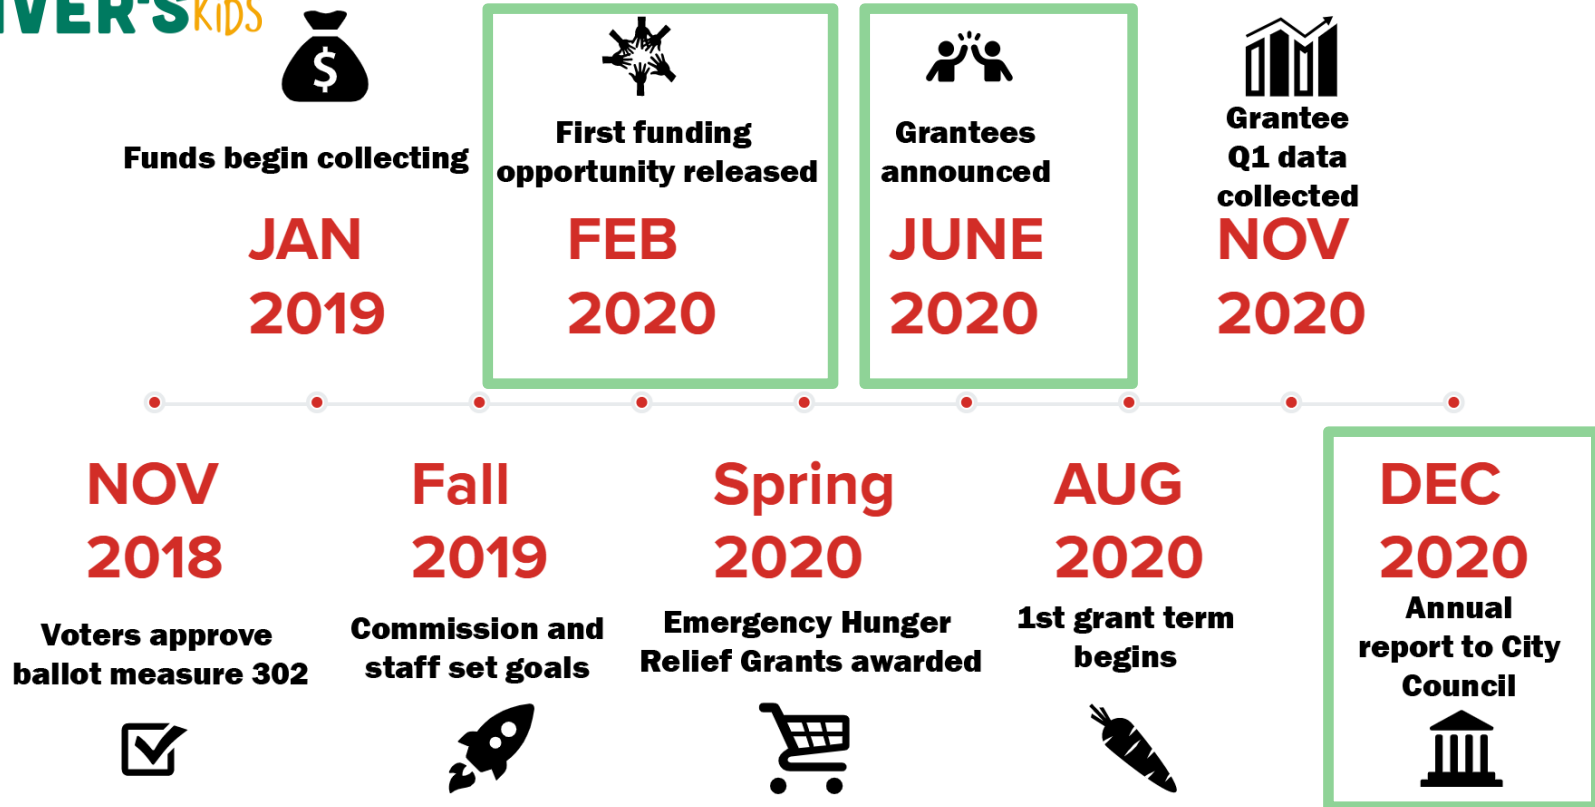 IVER'S KiDS
$
Funds begin collecting
JAN
2019
First funding
opportunity released
FEB
2020
Grantees
announced
JUNE
2020
Grantee
Q1 data
collected
NOV
2020
NOV
2018
Voters approve
ballot measure 302
Fall
2019
Commission and
staff set goals
Spring
2020
Emergency Hunger
Relief Grants awarded
AUG
2020
1st grant term
begins
DEC
2020
Annual
report to City
Council